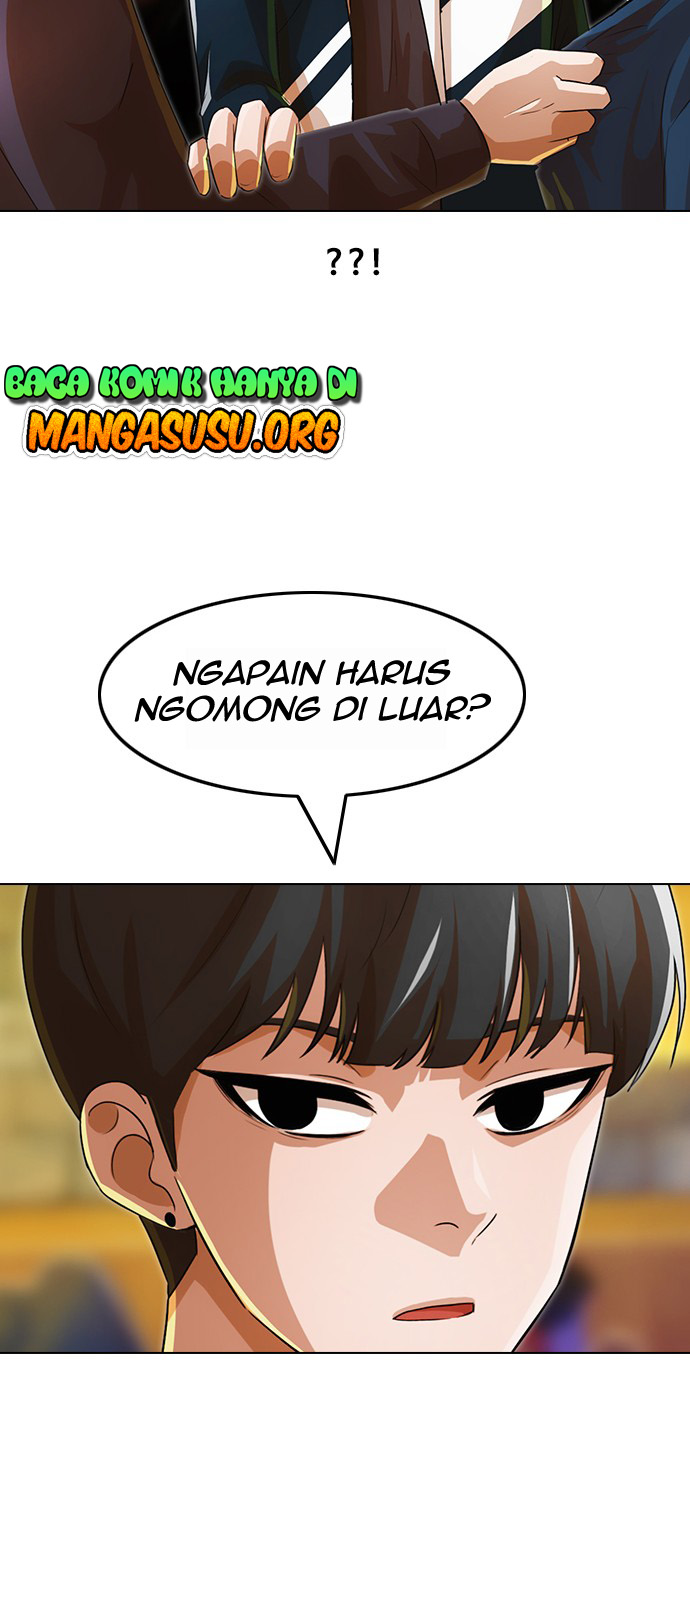 ??!
BACA KOMIK HANYA DI
MANGASUSU.ORG
NGAPAIN HARUS
NGOMONG DI LUAR?